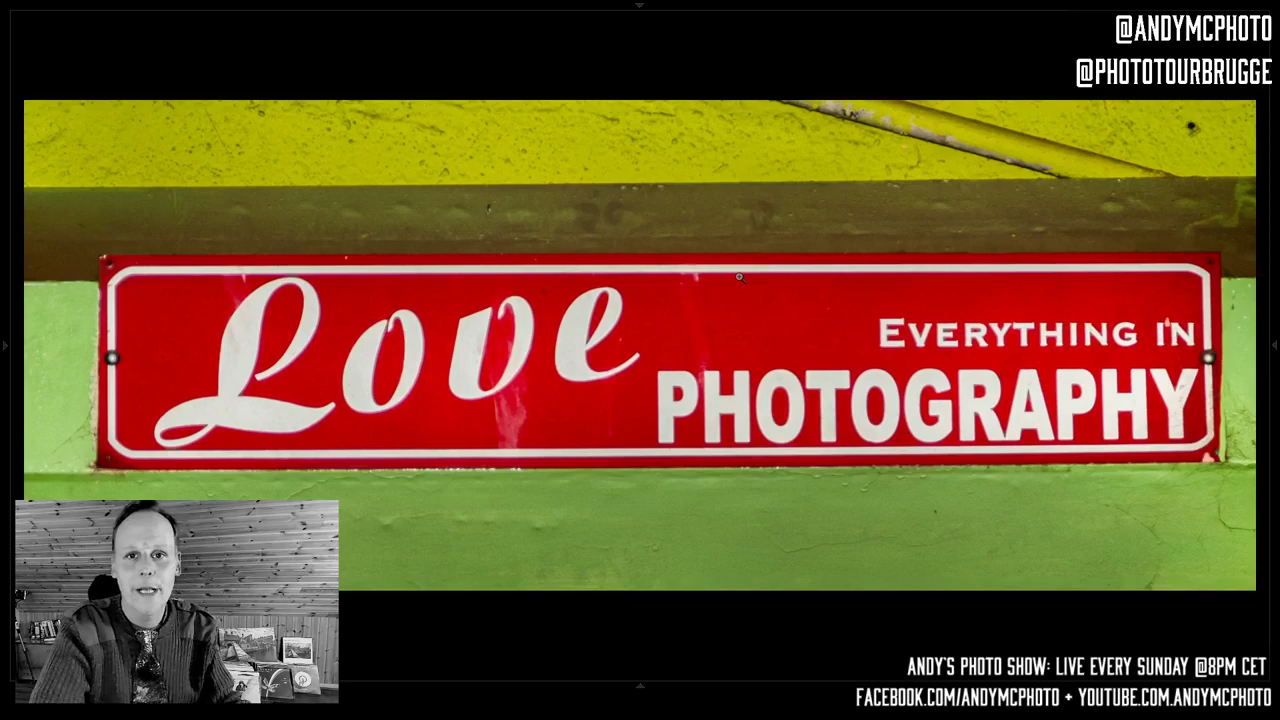 @ANDYMCPHOTO
@PHOTOTOURBRUGGE
Love
EVERYTHING IN
PHOTOGRAPHY
ANDY'S PHOTO SHOW: LIVE EVERY SUNDAY @8PM CET
FACEBOOK.COM/ANDYMCPHOTO + YOUTUBE.COM.ANDYMCPHOTO